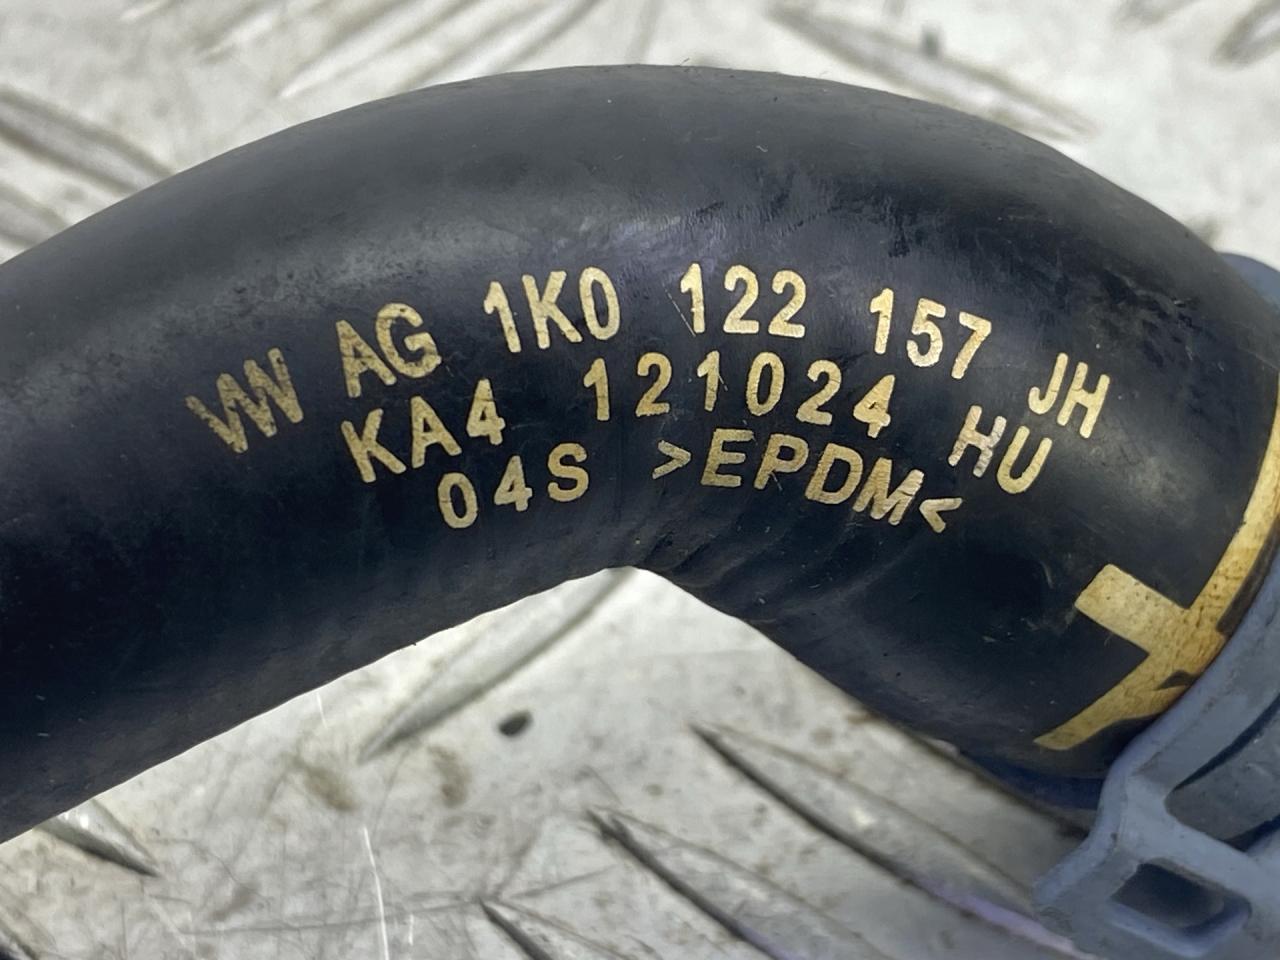 VW AG 1K0 122 157 JH
KA4 121024 HU
04S >EPDM<